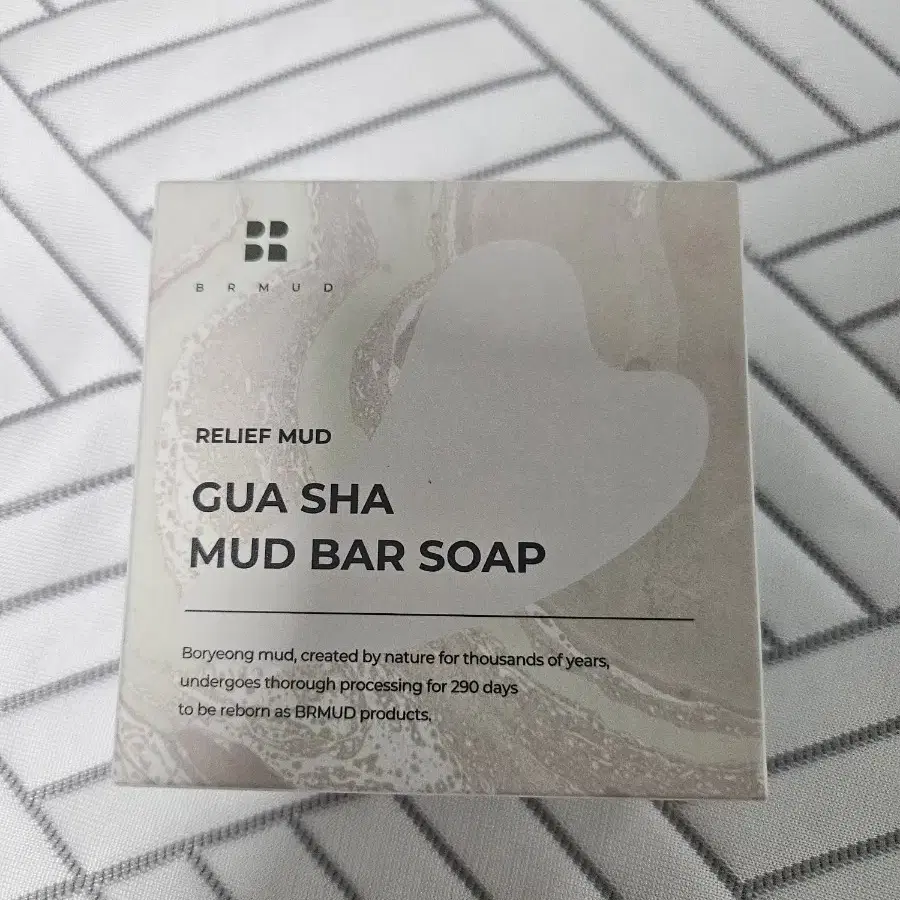 BRMUD
RELIEF MUD
GUA SHA
MUD BAR SOAP
Boryeong mud, created by nature for thousands of years,
undergoes thorough processing for 290 days
to be reborn as BRMUD products.